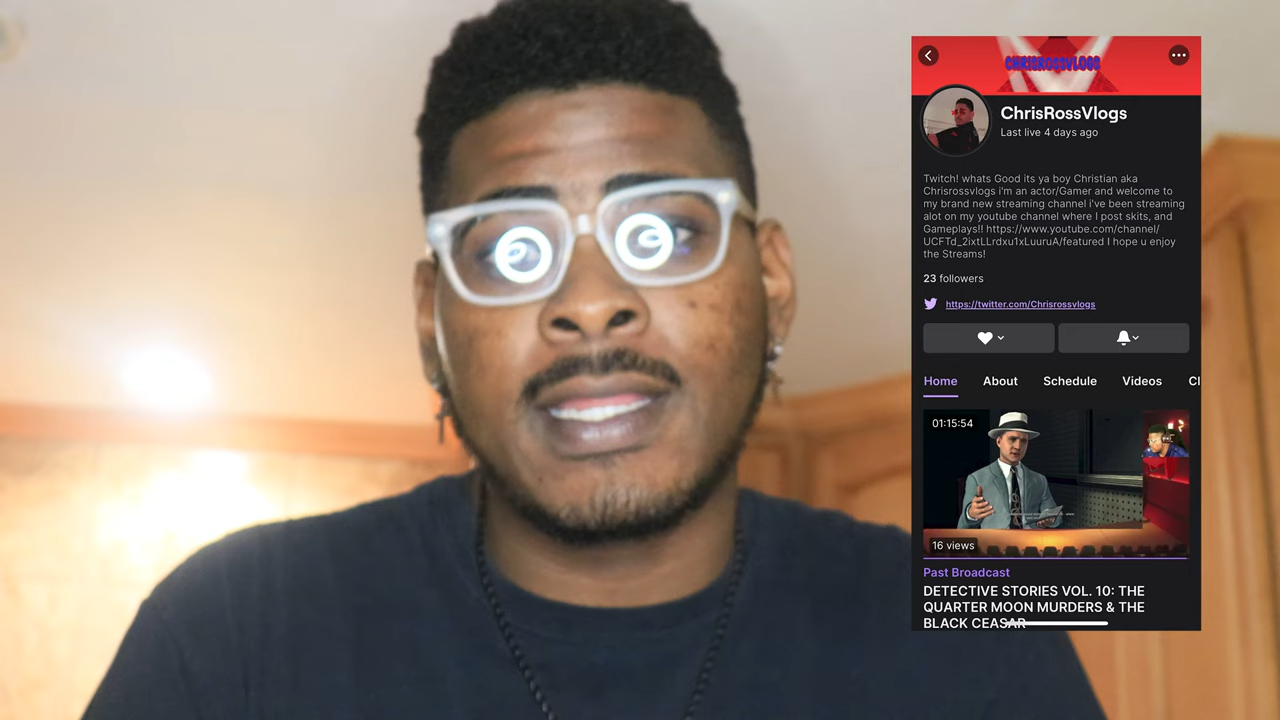 CHRISROSSVLOGS
ChrisRossVlogs
Last live 4 days ago
Twitch! whats Good its ya boy Christian aka
Chrisrossvlogs i'm an actor/Gamer and welcome to
my brand new streaming channel i've been streaming
alot on my youtube channel where I post skits, and
Gameplays!! https://www.youtube.com/channel/
UCFTd_2ixtLLrdxu1xLuuruA/featured I hope u enjoy
the Streams!
23 followers
https://twitter.com/Chrisrossvlogs
Home About Schedule Videos Cl
01:15:54
16 views
Past Broadcast
DETECTIVE STORIES VOL. 10: THE
QUARTER MOON MURDERS & THE
BLACK CEASAR